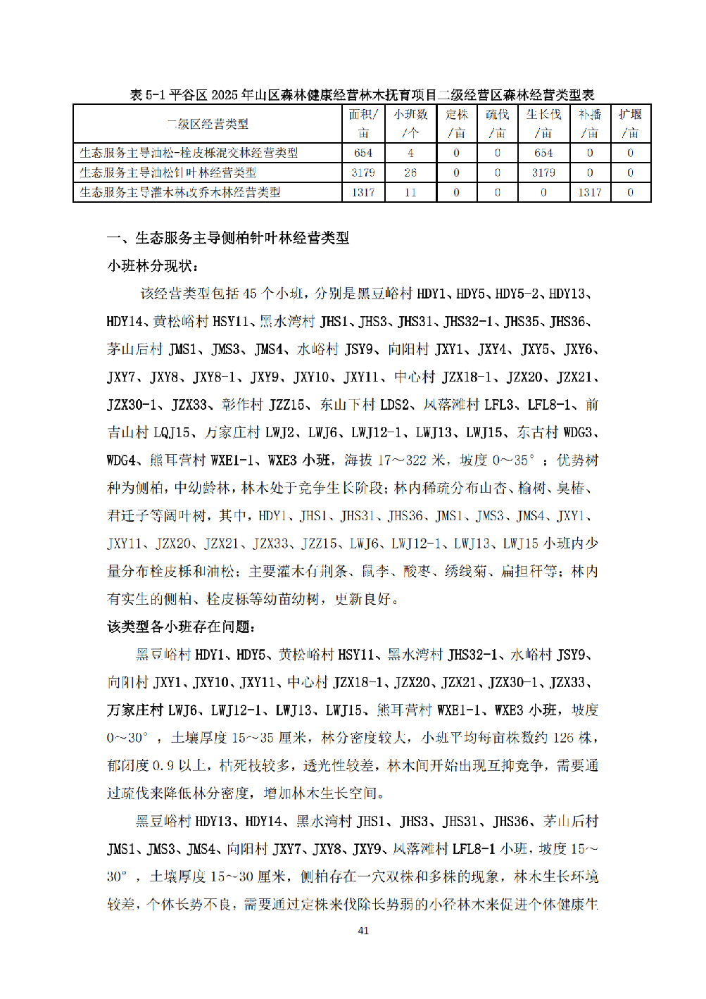 表 5-1 平谷区 2025 年山区森林健康经营林木抚育项目二级经营区森林经营类型表
二级区经营类型 面积/亩 小班数/个 定株/亩 疏伐/亩 生长伐/亩 补播/亩 扩堰/亩
生态服务主导油松-栓皮栎混交林经营类型 654 4 0 0 654 0 0
生态服务主导油松针叶林经营类型 3179 26 0 0 3179 0 0
生态服务主导灌木林改乔木林经营类型 1317 11 0 0 0 1317 0
一、生态服务主导侧柏针叶林经营类型
小班林分现状：
该经营类型包括 45 个小班，分别是黑豆峪村 HDY1、HDY5、HDY5-2、HDY13、
HDY14、黄松峪村 HSY11、黑水湾村 JHS1、JHS3、JHS31、JHS32-1、JHS35、JHS36、
茅山后村 JMS1、JMS3、JMS4、水峪村 JSY9、向阳村 JXY1、JXY4、JXY5、JXY6、
JXY7、JXY8、JXY8-1、JXY9、JXY10、JXY11、中心村 JZX18-1、JZX20、JZX21、
JZX30-1、JZX33、彰作村 JZZ15、东山下村 LDS2、风落滩村 LFL3、LFL8-1、前
吉山村 LQJ15、万家庄村 LWJ2、LWJ6、LWJ12-1、LWJ13、LWJ15、东古村 WDG3、
WDG4、熊耳营村 WXE1-1、WXE3 小班，海拔 17～322 米，坡度 0～35°；优势树
种为侧柏，中幼龄林，林木处于竞争生长阶段；林内稀疏分布山杏、榆树、臭椿、
君迁子等阔叶树，其中，HDY1、JHS1、JHS31、JHS36、JMS1、JMS3、JMS4、JXY1、
JXY11、JZX20、JZX21、JZX33、JZZ15、LWJ6、LWJ12-1、LWJ13、LWJ15 小班内少
量分布栓皮栎和油松；主要灌木有荆条、鼠李、酸枣、绣线菊、扁担秆等；林内
有实生的侧柏、栓皮栎等幼苗幼树，更新良好。
该类型各小班存在问题：
黑豆峪村 HDY1、HDY5、黄松峪村 HSY11、黑水湾村 JHS32-1、水峪村 JSY9、
向阳村 JXY1、JXY10、JXY11、中心村 JZX18-1、JZX20、JZX21、JZX30-1、JZX33、
万家庄村 LWJ6、LWJ12-1、LWJ13、LWJ15、熊耳营村 WXE1-1、WXE3 小班，坡度
0～30°，土壤厚度 15～35 厘米，林分密度较大，小班平均每亩株数约 126 株，
郁闭度 0.9 以上，枯死枝较多，透光性较差，林木间开始出现互抑竞争，需要通
过疏伐来降低林分密度，增加林木生长空间。
黑豆峪村 HDY13、HDY14、黑水湾村 JHS1、JHS3、JHS31、JHS36、茅山后村
JMS1、JMS3、JMS4、向阳村 JXY7、JXY8、JXY9、风落滩村 LFL8-1 小班，坡度 15～
30°，土壤厚度 15～30 厘米，侧柏存在一穴双株和多株的现象，林木生长环境
较差，个体长势不良，需要通过定株来伐除长势弱的小径林木来促进个体健康生
41